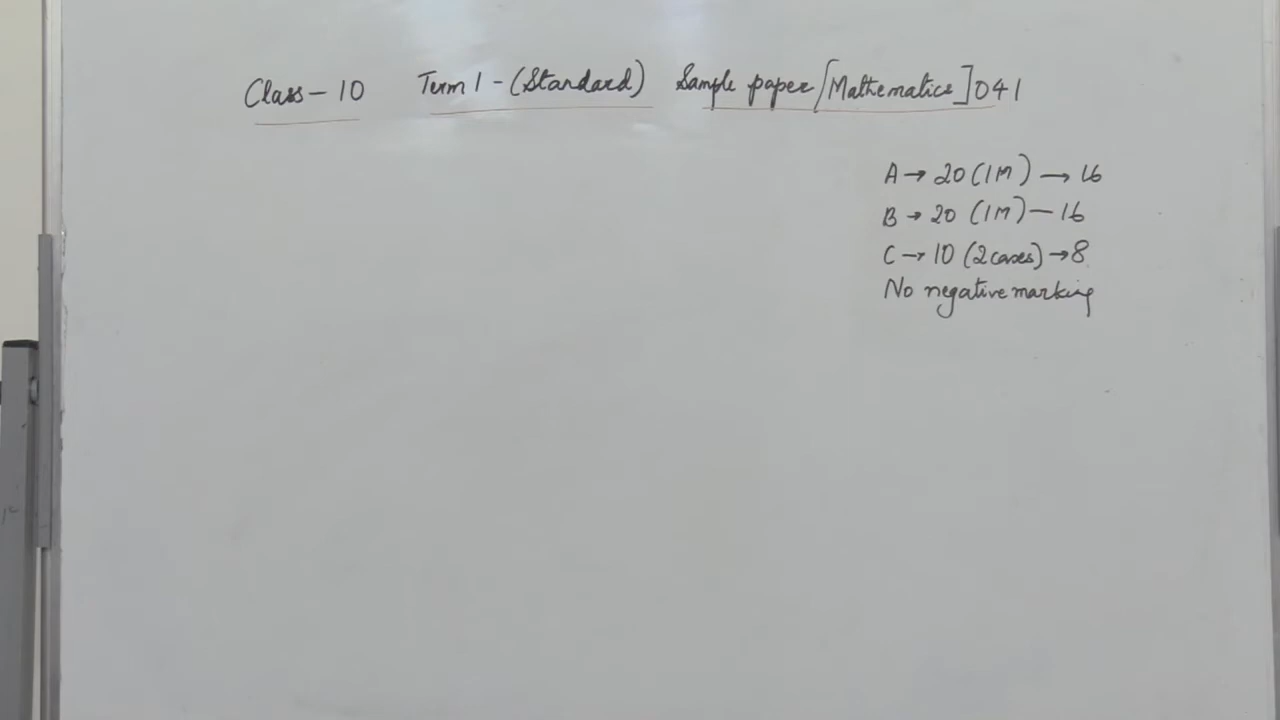 Class - 10 Term 1 - (Standard) Sample paper [Mathematics] 041
A → 20 (1M) → 16
B → 20 (1M) — 16
C → 10 (2 cases) → 8
No negative marking